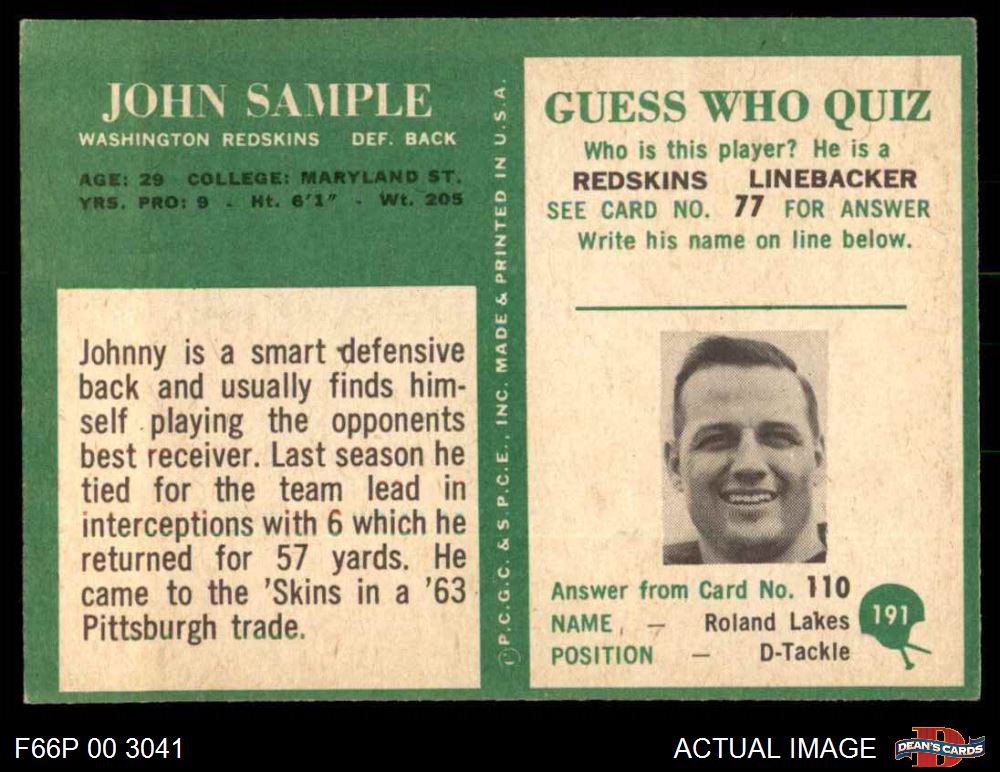 JOHN SAMPLE
WASHINGTON REDSKINS DEF. BACK
AGE: 29 COLLEGE: MARYLAND ST.
YRS. PRO: 9 - Ht. 6'1" - Wt. 205
Johnny is a smart defensive
back and usually finds him-
self playing the opponents
best receiver. Last season he
tied for the team lead in
interceptions with 6 which he
returned for 57 yards. He
came to the 'Skins in a '63
Pittsburgh trade.
©P.C.G.C. & S.P.C.E., INC. MADE & PRINTED IN U.S.A.
GUESS WHO QUIZ
Who is this player? He is a
REDSKINS LINEBACKER
SEE CARD NO. 77 FOR ANSWER
Write his name on line below.
Answer from Card No. 110
NAME — Roland Lakes
POSITION — D-Tackle
191
F66P 00 3041
ACTUAL IMAGE
D
DEAN'S CARDS